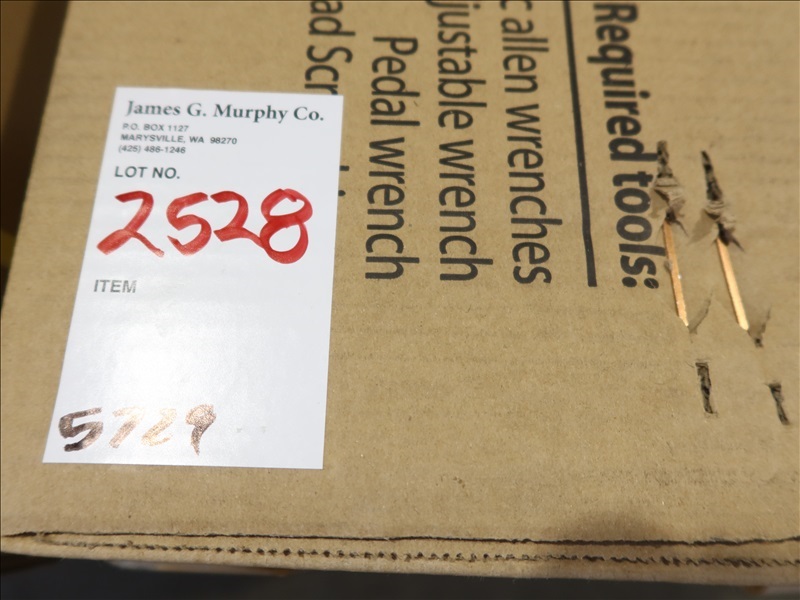 James G. Murphy Co.
P.O. BOX 1127
MARYSVILLE, WA 98270
(425) 486-1246
LOT NO.
2528
ITEM
5729
Required tools:
c allen wrenches
justable wrench
Pedal wrench
ad Scr